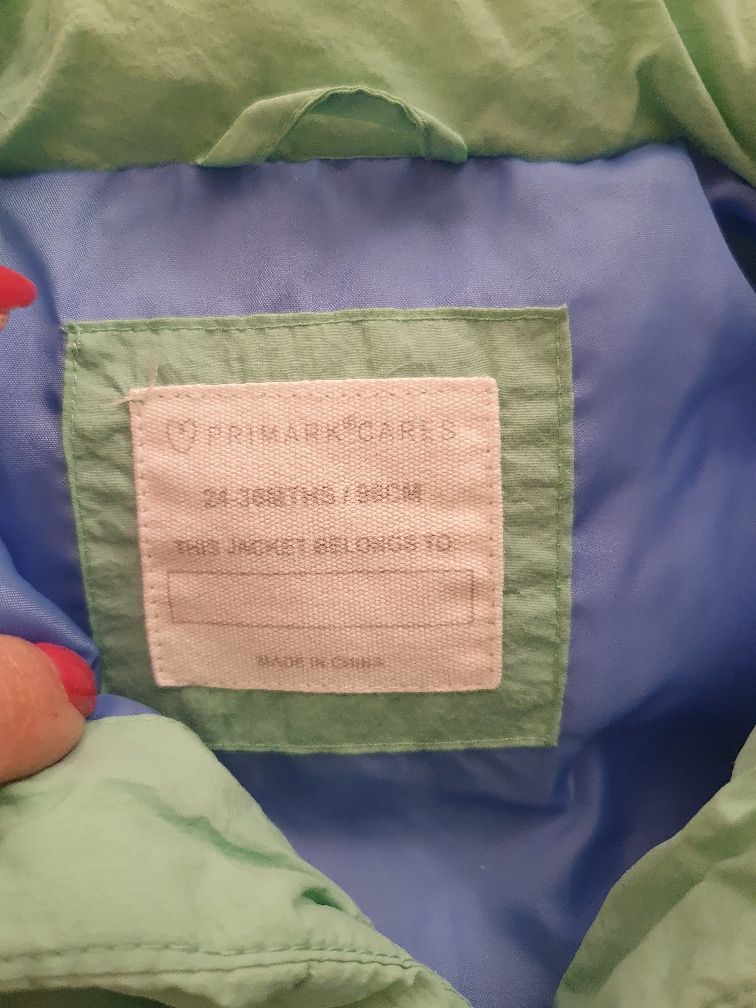 PRIMARK® CARES
24-36MTHS / 98CM
THIS JACKET BELONGS TO
MADE IN CHINA